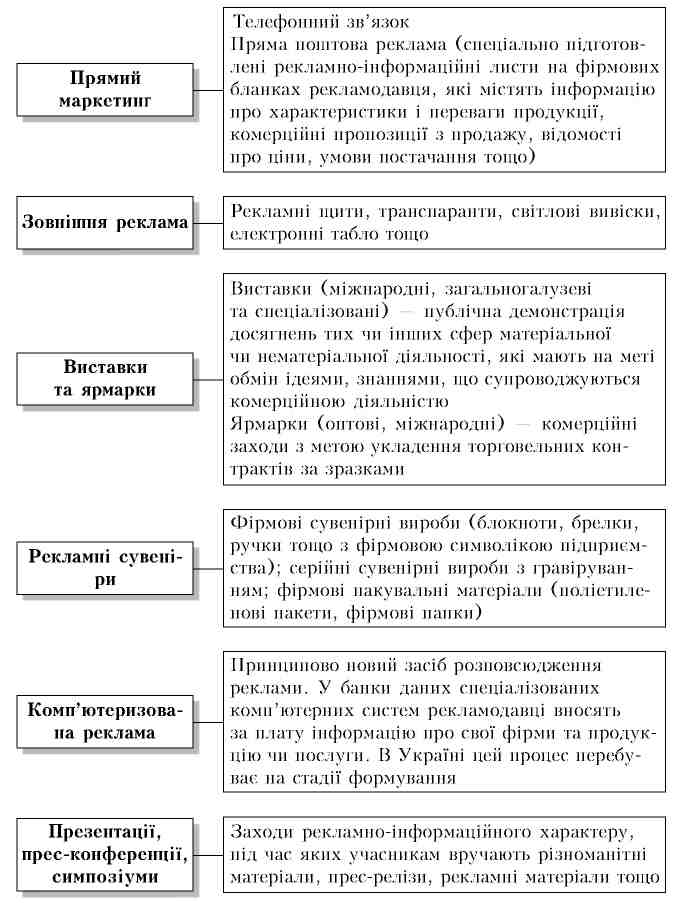 Прямий
маркетинг
Телефонний зв’язок
Пряма поштова реклама (спеціально підготов-
лені рекламно-інформаційні листи на фірмових
бланках рекламодавця, які містять інформацію
про характеристики і переваги продукції,
комерційні пропозиції з продажу, відомості
про ціни, умови постачання тощо)
Зовнішня реклама
Рекламні щити, транспаранти, світлові вивіски,
електронні табло тощо
Виставки
та ярмарки
Виставки (міжнародні, загальногалузеві
та спеціалізовані) — публічна демонстрація
досягнень тих чи інших сфер матеріальної
чи нематеріальної діяльності, які мають на меті
обмін ідеями, знаннями, що супроводжуються
комерційною діяльністю
Ярмарки (оптові, міжнародні) — комерційні
заходи з метою укладення торговельних кон-
трактів за зразками
Рекламні сувені-
ри
Фірмові сувенірні вироби (блокноти, брелки,
ручки тощо з фірмовою символікою підприєм-
ства); серійні сувенірні вироби з гравіруван-
ням; фірмові пакувальні матеріали (поліетиле-
нові пакети, фірмові папки)
Комп’ютеризова-
на реклама
Принципово новий засіб розповсюдження
реклами. У банки даних спеціалізованих
комп’ютерних систем рекламодавці вносять
за плату інформацію про свої фірми та продук-
цію чи послуги. В Україні цей процес перебу-
ває на стадії формування
Презентації,
прес-конференції,
симпозіуми
Заходи рекламно-інформаційного характеру,
під час яких учасникам вручають різноманітні
матеріали, прес-релізи, рекламні матеріали тощо